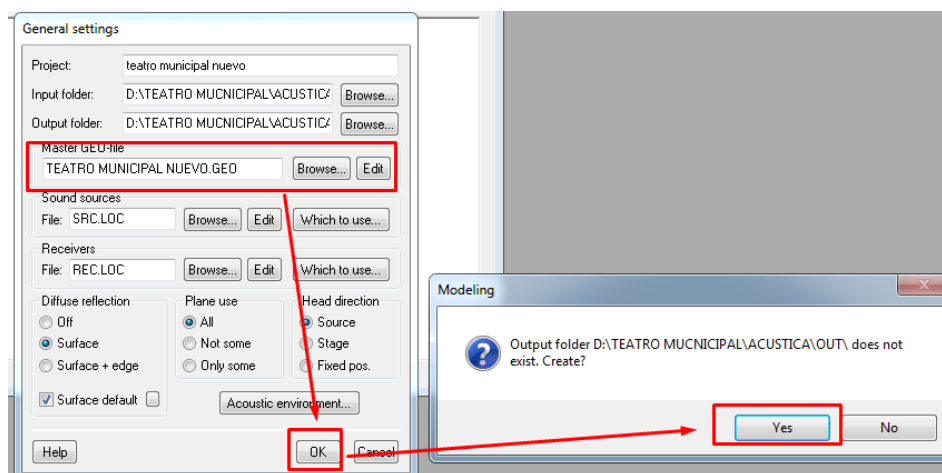 General settings
Project: teatro municipal nuevo
Input folder: D:\TEATRO MUCNICIPAL\ACUSTICA Browse...
Output folder: D:\TEATRO MUCNICIPAL\ACUSTICA Browse...
Master GEO-file
TEATRO MUNICIPAL NUEVO.GEO Browse... Edit
Sound sources
File: SRC.LOC Browse... Edit Which to use...
Receivers
File: REC.LOC Browse... Edit Which to use...
Diffuse reflection Plane use Head direction
Off All Source
Surface Not some Stage
Surface + edge Only some Fixed pos.
Surface default Acoustic environment...
Help OK Cancel
Modeling
Output folder D:\TEATRO MUCNICIPAL\ACUSTICA\OUT\ does not
exist. Create?
Yes No